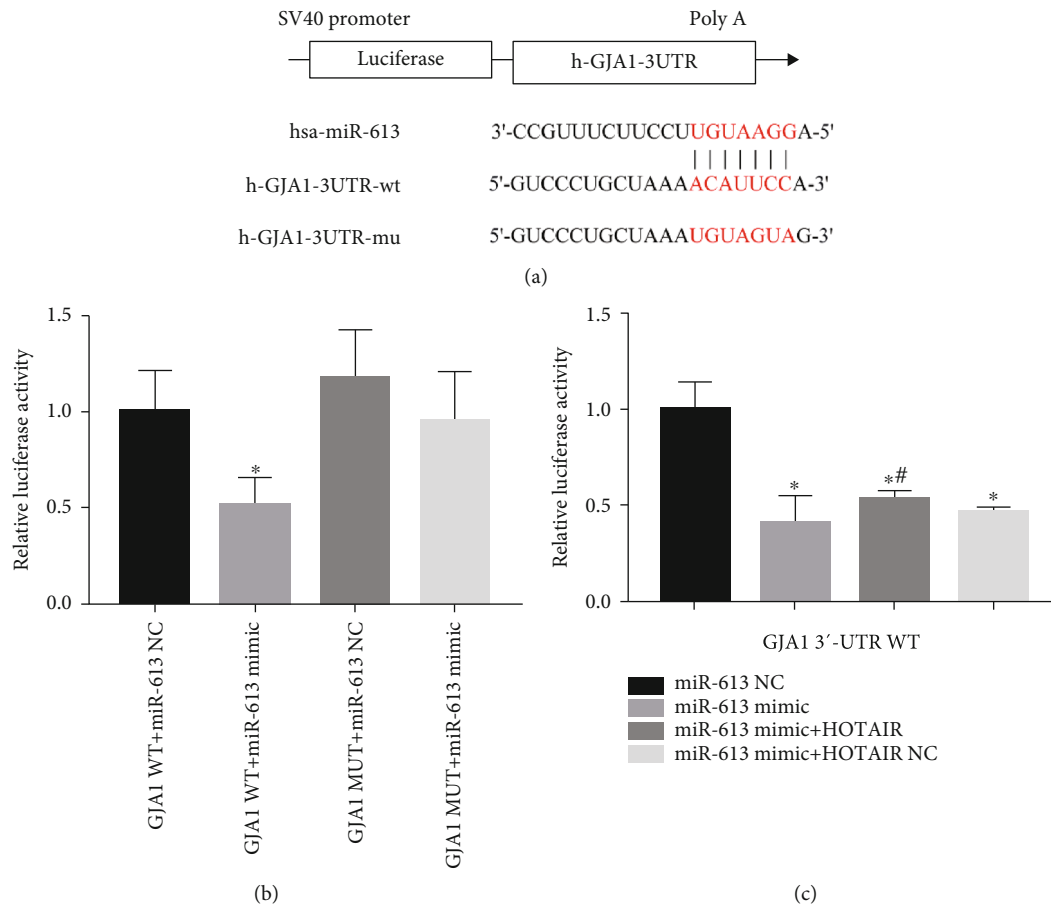 SV40 promoter Poly A
Luciferase h-GJA1-3UTR
hsa-miR-613 3'-CCGUUUCUUCCUUGUAAGGA-5'
h-GJA1-3UTR-wt 5'-GUCCCUGCUAAAACAUUCCA-3'
h-GJA1-3UTR-mu 5'-GUCCCUGCUAAAUGUAGUAG-3'
(a)
Relative luciferase activity
1.5
1.0
0.5
0.0
*
GJA1 WT+miR-613 NC
GJA1 WT+miR-613 mimic
GJA1 MUT+miR-613 NC
GJA1 MUT+miR-613 mimic
(b)
Relative luciferase activity
1.5
1.0
0.5
0.0
*
*#
*
GJA1 3´-UTR WT
miR-613 NC
miR-613 mimic
miR-613 mimic+HOTAIR
miR-613 mimic+HOTAIR NC
(c)